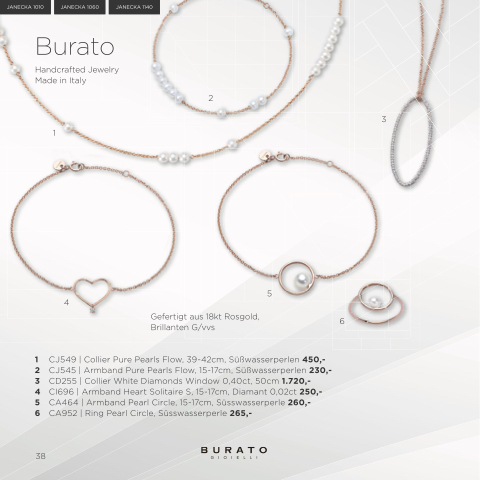 JANECKA 1010 JANECKA 1060 JANECKA 1140
Burato
Handcrafted Jewelry
Made in Italy
1
2
3
4
5
6
Gefertigt aus 18kt Rosgold,
Brillanten G/vvs
1 CJ549 | Collier Pure Pearls Flow, 39-42cm, Süßwasserperlen 450,-
2 CJ545 | Armband Pure Pearls Flow, 15-17cm, Süßwasserperlen 230,-
3 CD255 | Collier White Diamonds Window 0,40ct, 50cm 1.720,-
4 CI696 | Armband Heart Solitaire S, 15-17cm, Diamant 0,02ct 250,-
5 CA464 | Armband Pearl Circle, 15-17cm, Süsswasserperle 260,-
6 CA952 | Ring Pearl Circle, Süsswasserperle 265,-
38
BURATO
GIOIELLI